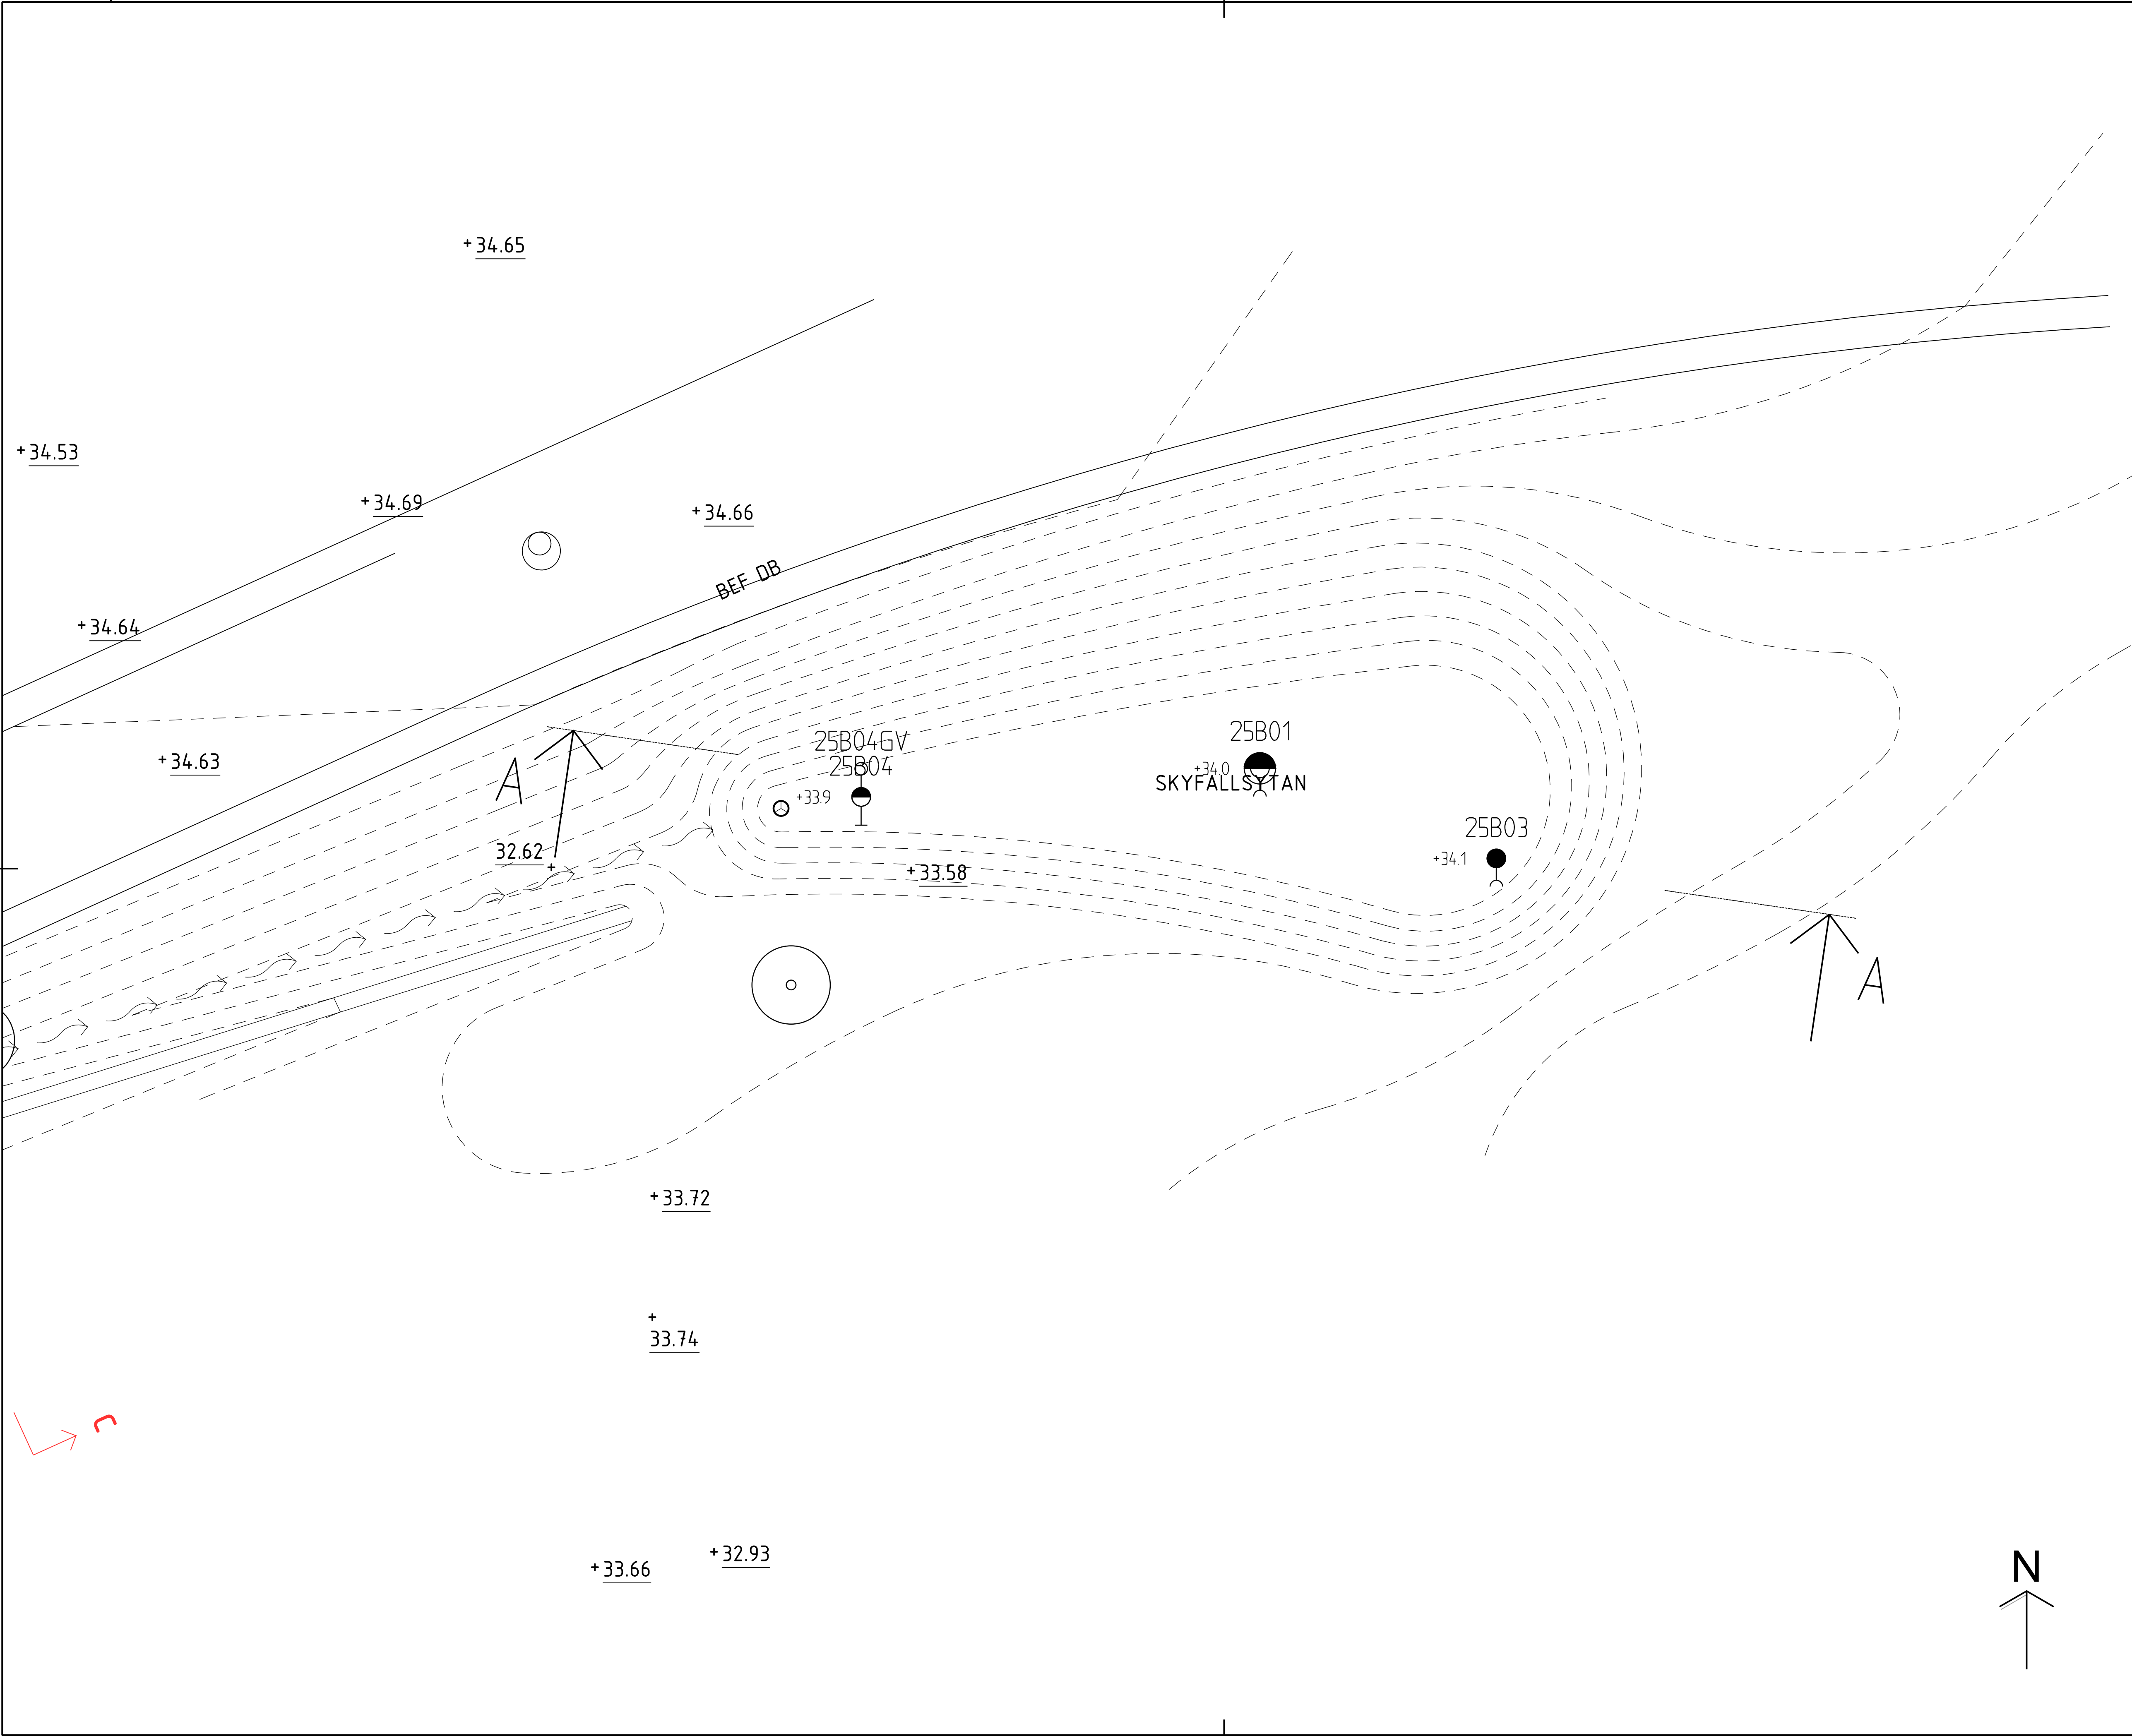 +34.65
+34.53
+34.69
+34.66
BEF DB
+34.64
25B01
25B04GV
+34.63
25B04
+34.0
SKYFALLSYTAN
A
+33.9
25B03
32.62
+
+34.1
+33.58
A
+33.72
+
33.74
C
+32.93
+33.66
N